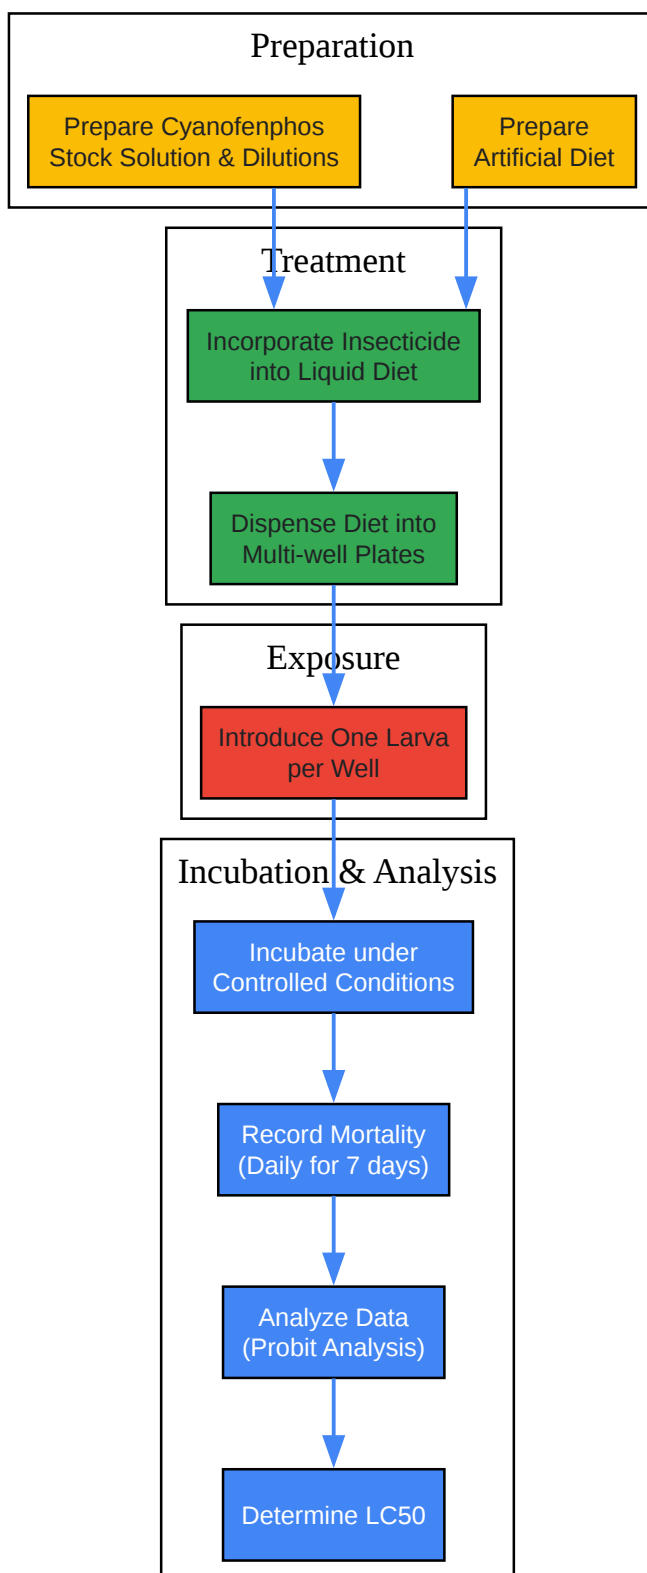 Preparation
Prepare Cyanofenphos
Stock Solution & Dilutions
Prepare
Artificial Diet
Treatment
Incorporate Insecticide
into Liquid Diet
Dispense Diet into
Multi-well Plates
Exposure
Introduce One Larva
per Well
Incubation & Analysis
Incubate under
Controlled Conditions
Record Mortality
(Daily for 7 days)
Analyze Data
(Probit Analysis)
Determine LC50